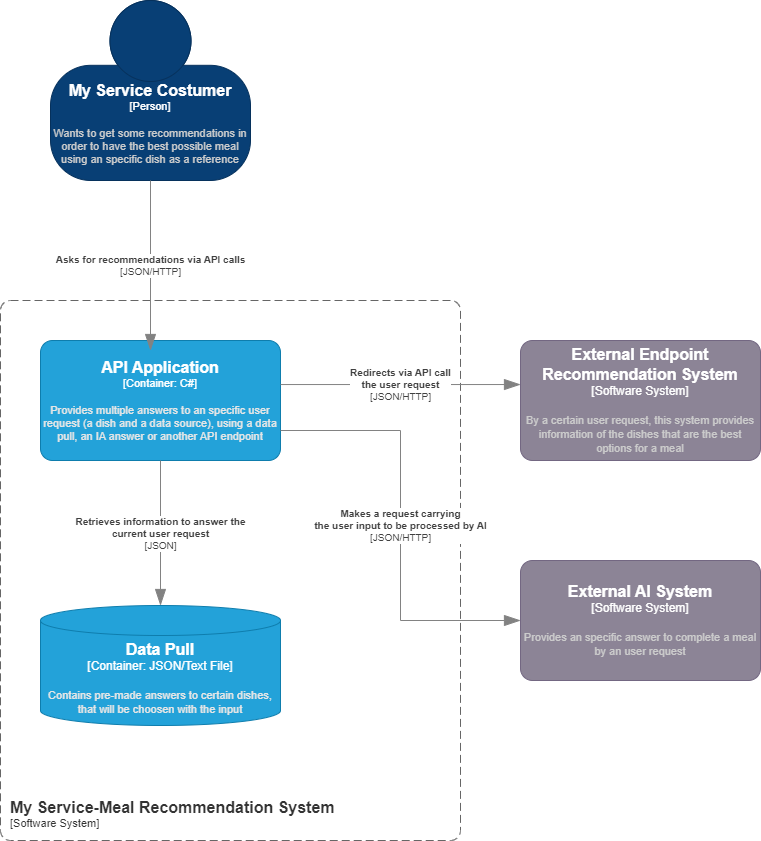 My Service Costumer
[Person]
Wants to get some recommendations in
order to have the best possible meal
using an specific dish as a reference
Asks for recommendations via API calls
[JSON/HTTP]
API Application
[Container: C#]
Provides multiple answers to an specific user
request (a dish and a data source), using a data
pull, an IA answer or another API endpoint
Redirects via API call
the user request
[JSON/HTTP]
External Endpoint
Recommendation System
[Software System]
By a certain user request, this system provides
information of the dishes that are the best
options for a meal
Retrieves information to answer the
current user request
[JSON]
Makes a request carrying
the user input to be processed by AI
[JSON/HTTP]
External AI System
[Software System]
Provides an specific answer to complete a meal
by an user request
Data Pull
[Container: JSON/Text File]
Contains pre-made answers to certain dishes,
that will be choosen with the input
My Service-Meal Recommendation System
[Software System]